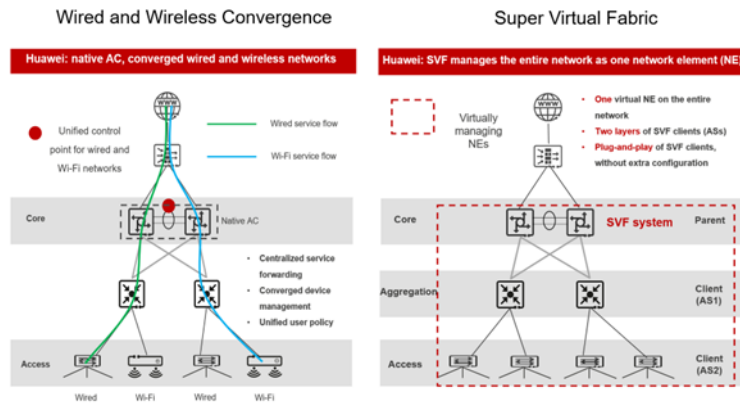 Wired and Wireless Convergence
Huawei: native AC, converged wired and wireless networks
WWW
Unified control
point for wired and
Wi-Fi networks
Wired service flow
Wi-Fi service flow
Core
Native AC
• Centralized service
forwarding
• Converged device
management
• Unified user policy
Access
Wired
Wi-Fi
Wired
Wi-Fi
Super Virtual Fabric
Huawei: SVF manages the entire network as one network element (NE)
Virtually
managing
NEs
WWW
• One virtual NE on the entire
network
• Two layers of SVF clients (ASs)
• Plug-and-play of SVF clients,
without extra configuration
Core
SVF system
Parent
Aggregation
Client
(AS1)
Access
Client
(AS2)